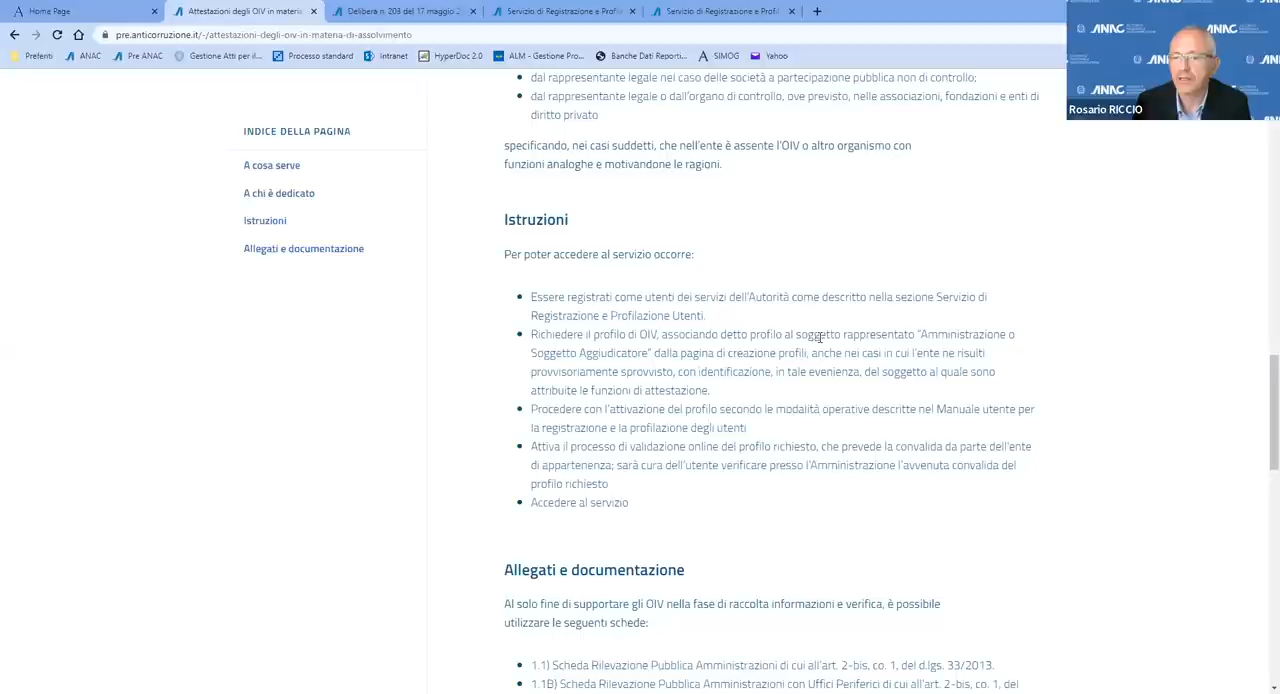 Home Page
Attestazioni degli OIV in materi
Delibera n. 203 del 17 maggio 2
Servizio di Registrazione e Profi
Servizio di Registrazione e Profi
pre.anticorruzione.it/-/attestazioni-degli-oiv-in-materia-di-assolvimento
Preferiti
ANAC
Pre ANAC
Gestione Atti per il...
Processo standard
Intranet
HyperDoc 2.0
ALM - Gestione Pro...
Banche Dati Reporti...
SIMOG
Yahoo
ANAC
Rosario RICCIO
INDICE DELLA PAGINA
A cosa serve
A chi è dedicato
Istruzioni
Allegati e documentazione
dal rappresentante legale nel caso delle società a partecipazione pubblica non di controllo;
dal rappresentante legale o dall'organo di controllo, ove previsto, nelle associazioni, fondazioni e enti di
diritto privato
specificando, nei casi suddetti, che nell'ente è assente l'OIV o altro organismo con
funzioni analoghe e motivandone le ragioni.
Istruzioni
Per poter accedere al servizio occorre:
Essere registrati come utenti dei servizi dell'Autorità come descritto nella sezione Servizio di
Registrazione e Profilazione Utenti.
Richiedere il profilo di OIV, associando detto profilo al soggetto rappresentato "Amministrazione o
Soggetto Aggiudicatore" dalla pagina di creazione profili, anche nei casi in cui l'ente ne risulti
provvisoriamente sprovvisto, con identificazione, in tale evenienza, del soggetto al quale sono
attribuite le funzioni di attestazione.
Procedere con l'attivazione del profilo secondo le modalità operative descritte nel Manuale utente per
la registrazione e la profilazione degli utenti
Attiva il processo di validazione online del profilo richiesto, che prevede la convalida da parte dell'ente
di appartenenza; sarà cura dell'utente verificare presso l'Amministrazione l'avvenuta convalida del
profilo richiesto
Accedere al servizio
Allegati e documentazione
Al solo fine di supportare gli OIV nella fase di raccolta informazioni e verifica, è possibile
utilizzare le seguenti schede:
1.1) Scheda Rilevazione Pubblica Amministrazioni di cui all'art. 2-bis, co. 1, del d.lgs. 33/2013.
1.1B) Scheda Rilevazione Pubblica Amministrazioni con Uffici Periferici di cui all'art. 2-bis, co. 1, del